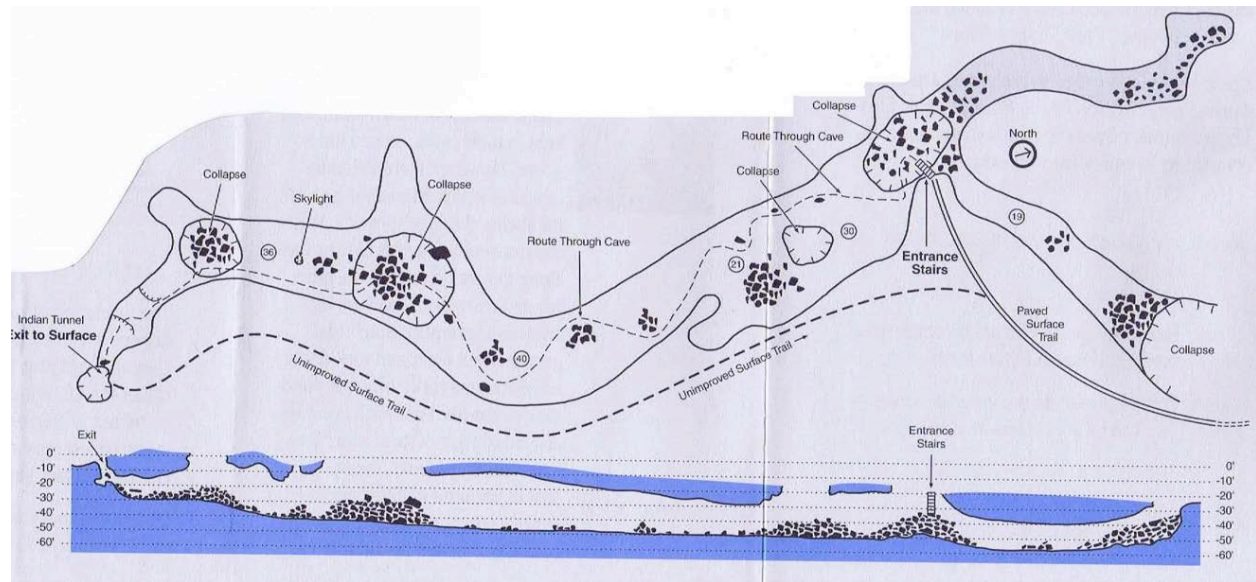 Collapse
Route Through Cave
North
Collapse
Skylight
Collapse
Collapse
Route Through Cave
36
30
19
21
Entrance
Stairs
Indian Tunnel
Exit to Surface
40
Paved
Surface
Trail
Collapse
Unimproved Surface Trail
Unimproved Surface Trail
Exit
Entrance
Stairs
0'
-10'
-20'
-30'
-40'
-50'
-60'
0'
-10'
-20'
-30'
-40'
-50'
-60'